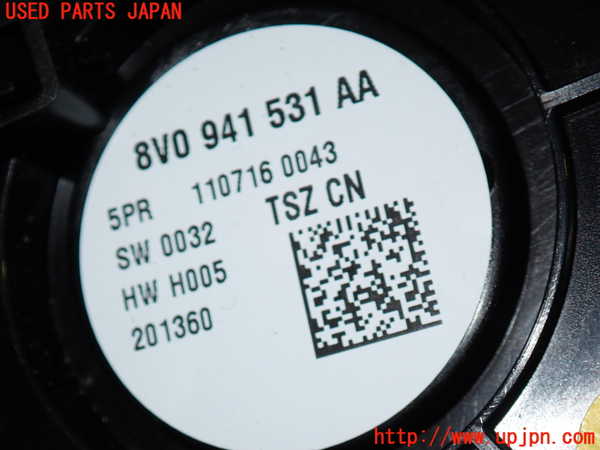 USED PARTS JAPAN
8V0 941 531 AA
5PR 110716 0043
SW 0032 TSZ CN
HW H005
201360
http://www.upjpn.com/